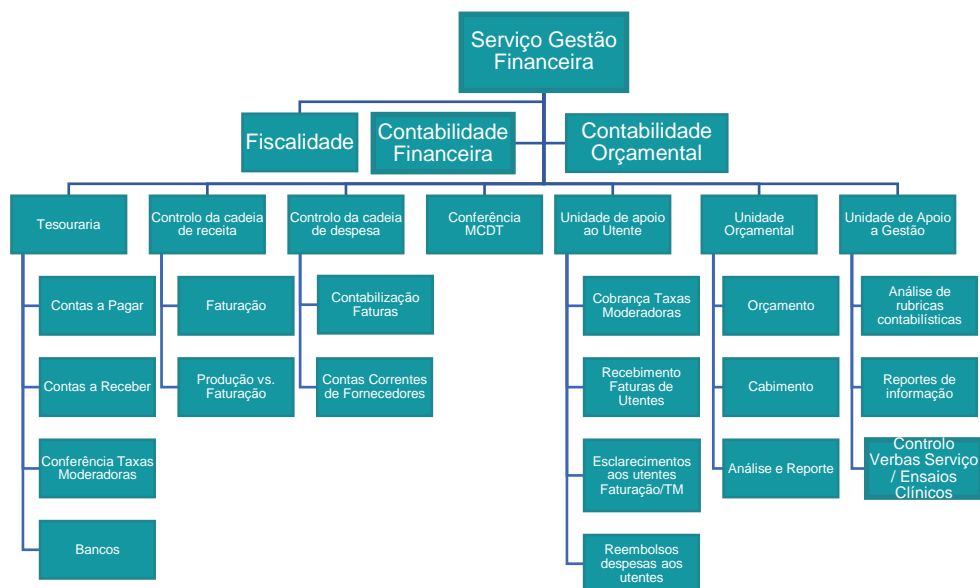 Serviço Gestão
Financeira
Fiscalidade
Contabilidade
Financeira
Contabilidade
Orçamental
Tesouraria
Controlo da cadeia
de receita
Controlo da cadeia
de despesa
Conferência
MCDT
Unidade de apoio
ao Utente
Unidade
Orçamental
Unidade de Apoio
a Gestão
Contas a Pagar
Contas a Receber
Conferência Taxas
Moderadoras
Bancos
Faturação
Produção vs.
Faturação
Contabilização
Faturas
Contas Correntes
de Fornecedores
Cobrança Taxas
Moderadoras
Recebimento
Faturas de
Utentes
Esclarecimentos
aos utentes
Faturação/TM
Reembolsos
despesas aos
utentes
Orçamento
Cabimento
Análise e Reporte
Análise de
rubricas
contabilísticas
Reportes de
informação
Controlo
Verbas Serviço
/ Ensaios
Clínicos